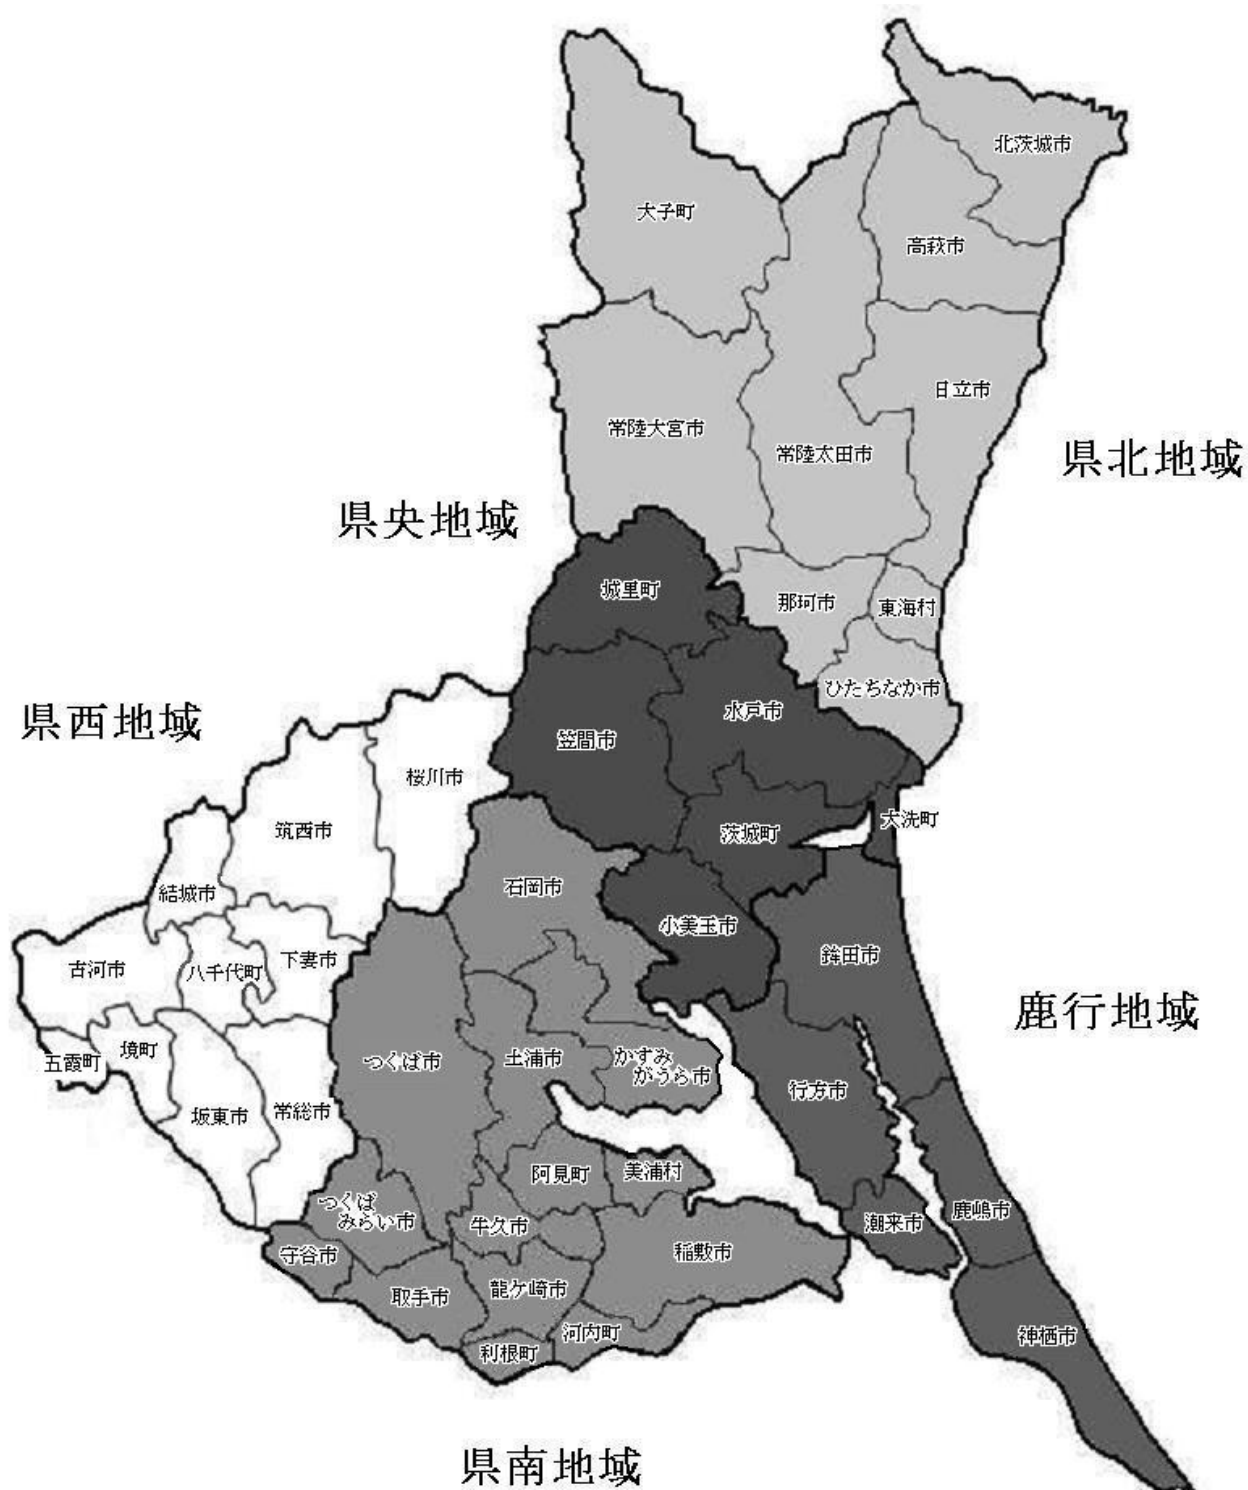 北茨城市
大子町
高萩市
日立市
常陸大宮市
常陸太田市
県北地域
県央地域
城里町
那珂市
東海村
ひたちなか市
県西地域
水戸市
笠間市
桜川市
筑西市
茨城町
大洗町
結城市
石岡市
小美玉市
鉾田市
古河市
八千代町
下妻市
鹿行地域
五霞町
境町
つくば市
土浦市
かすみ
がうら市
行方市
坂東市
常総市
阿見町
美浦村
つくば
みらい市
牛久市
潮来市
鹿嶋市
守谷市
稲敷市
取手市
龍ケ崎市
河内町
神栖市
利根町
県南地域